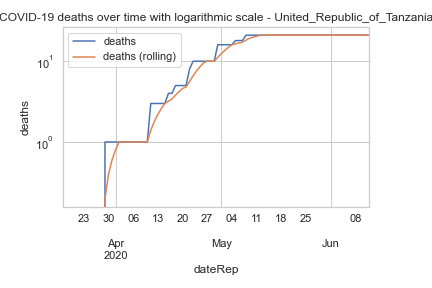 COVID-19 deaths over time with logarithmic scale - United_Republic_of_Tanzania
deaths
deaths (rolling)
10¹
10⁰
deaths
23 30 06 13 20 27 04 11 18 25 08
Apr May Jun
2020
dateRep